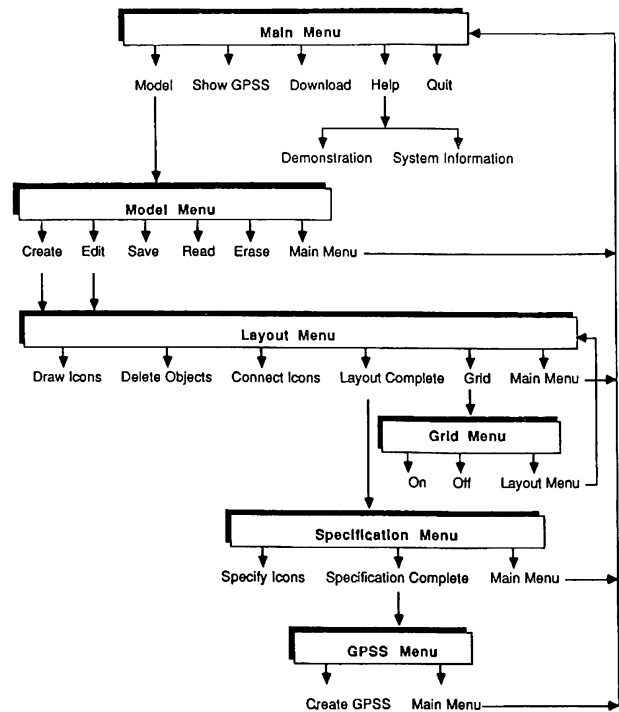 Main Menu
Model Show GPSS Download Help Quit
Demonstration System Information
Model Menu
Create Edit Save Read Erase Main Menu
Layout Menu
Draw Icons Delete Objects Connect Icons Layout Complete Grid Main Menu
Grid Menu
On Off Layout Menu
Specification Menu
Specify Icons Specification Complete Main Menu
GPSS Menu
Create GPSS Main Menu